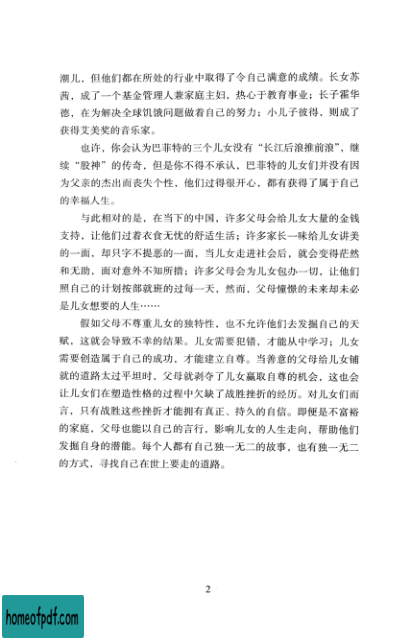 潮儿，但他们都在所处的行业中取得了令自己满意的成绩。长女苏
茜，成了一个基金管理人兼家庭主妇，热心于教育事业；长子霍华
德，在为解决全球饥饿问题做着自己的努力；小儿子彼得，则成了
获得艾美奖的音乐家。
也许，你会认为巴菲特的三个儿女没有“长江后浪推前浪”，继
续“股神”的传奇，但是你不得不承认，巴菲特的儿女们并没有因
为父亲的杰出而丧失个性，他们过得很开心，都有获得了属于自己
的幸福人生。
与此相对的是，在当下的中国，许多父母会给儿女大量的金钱
支持，让他们过着衣食无忧的舒适生活；许多家长一味给儿女讲美
的一面，却只字不提恶的一面，当儿女走进社会后，就会变得茫然
和无助，面对意外不知所措；许多父母会为儿女包办一切，让他们
照自己的计划按部就班的过每一天，然而，父母憧憬的未来却未必
是儿女想要的人生……
假如父母不尊重儿女的独特性，也不允许他们去发掘自己的天
赋，这就会导致不幸的结果。儿女需要犯错，才能从中学习；儿女
需要创造属于自己的成功，才能建立自尊。当善意的父母给儿女铺
就的道路太过平坦时，父母就剥夺了儿女赢取自尊的机会，这也会
让儿女们在塑造性格的过程中欠缺了战胜挫折的经历。对儿女们而
言，只有战胜这些挫折才能拥有真正、持久的自信。即便是不富裕
的家庭，父母也能以自己的言行，影响儿女的人生走向，帮助他们
发掘自身的潜能。每个人都有自己独一无二的故事，也有独一无二
的方式，寻找自己在世上要走的道路。
2
homeofpdf.com